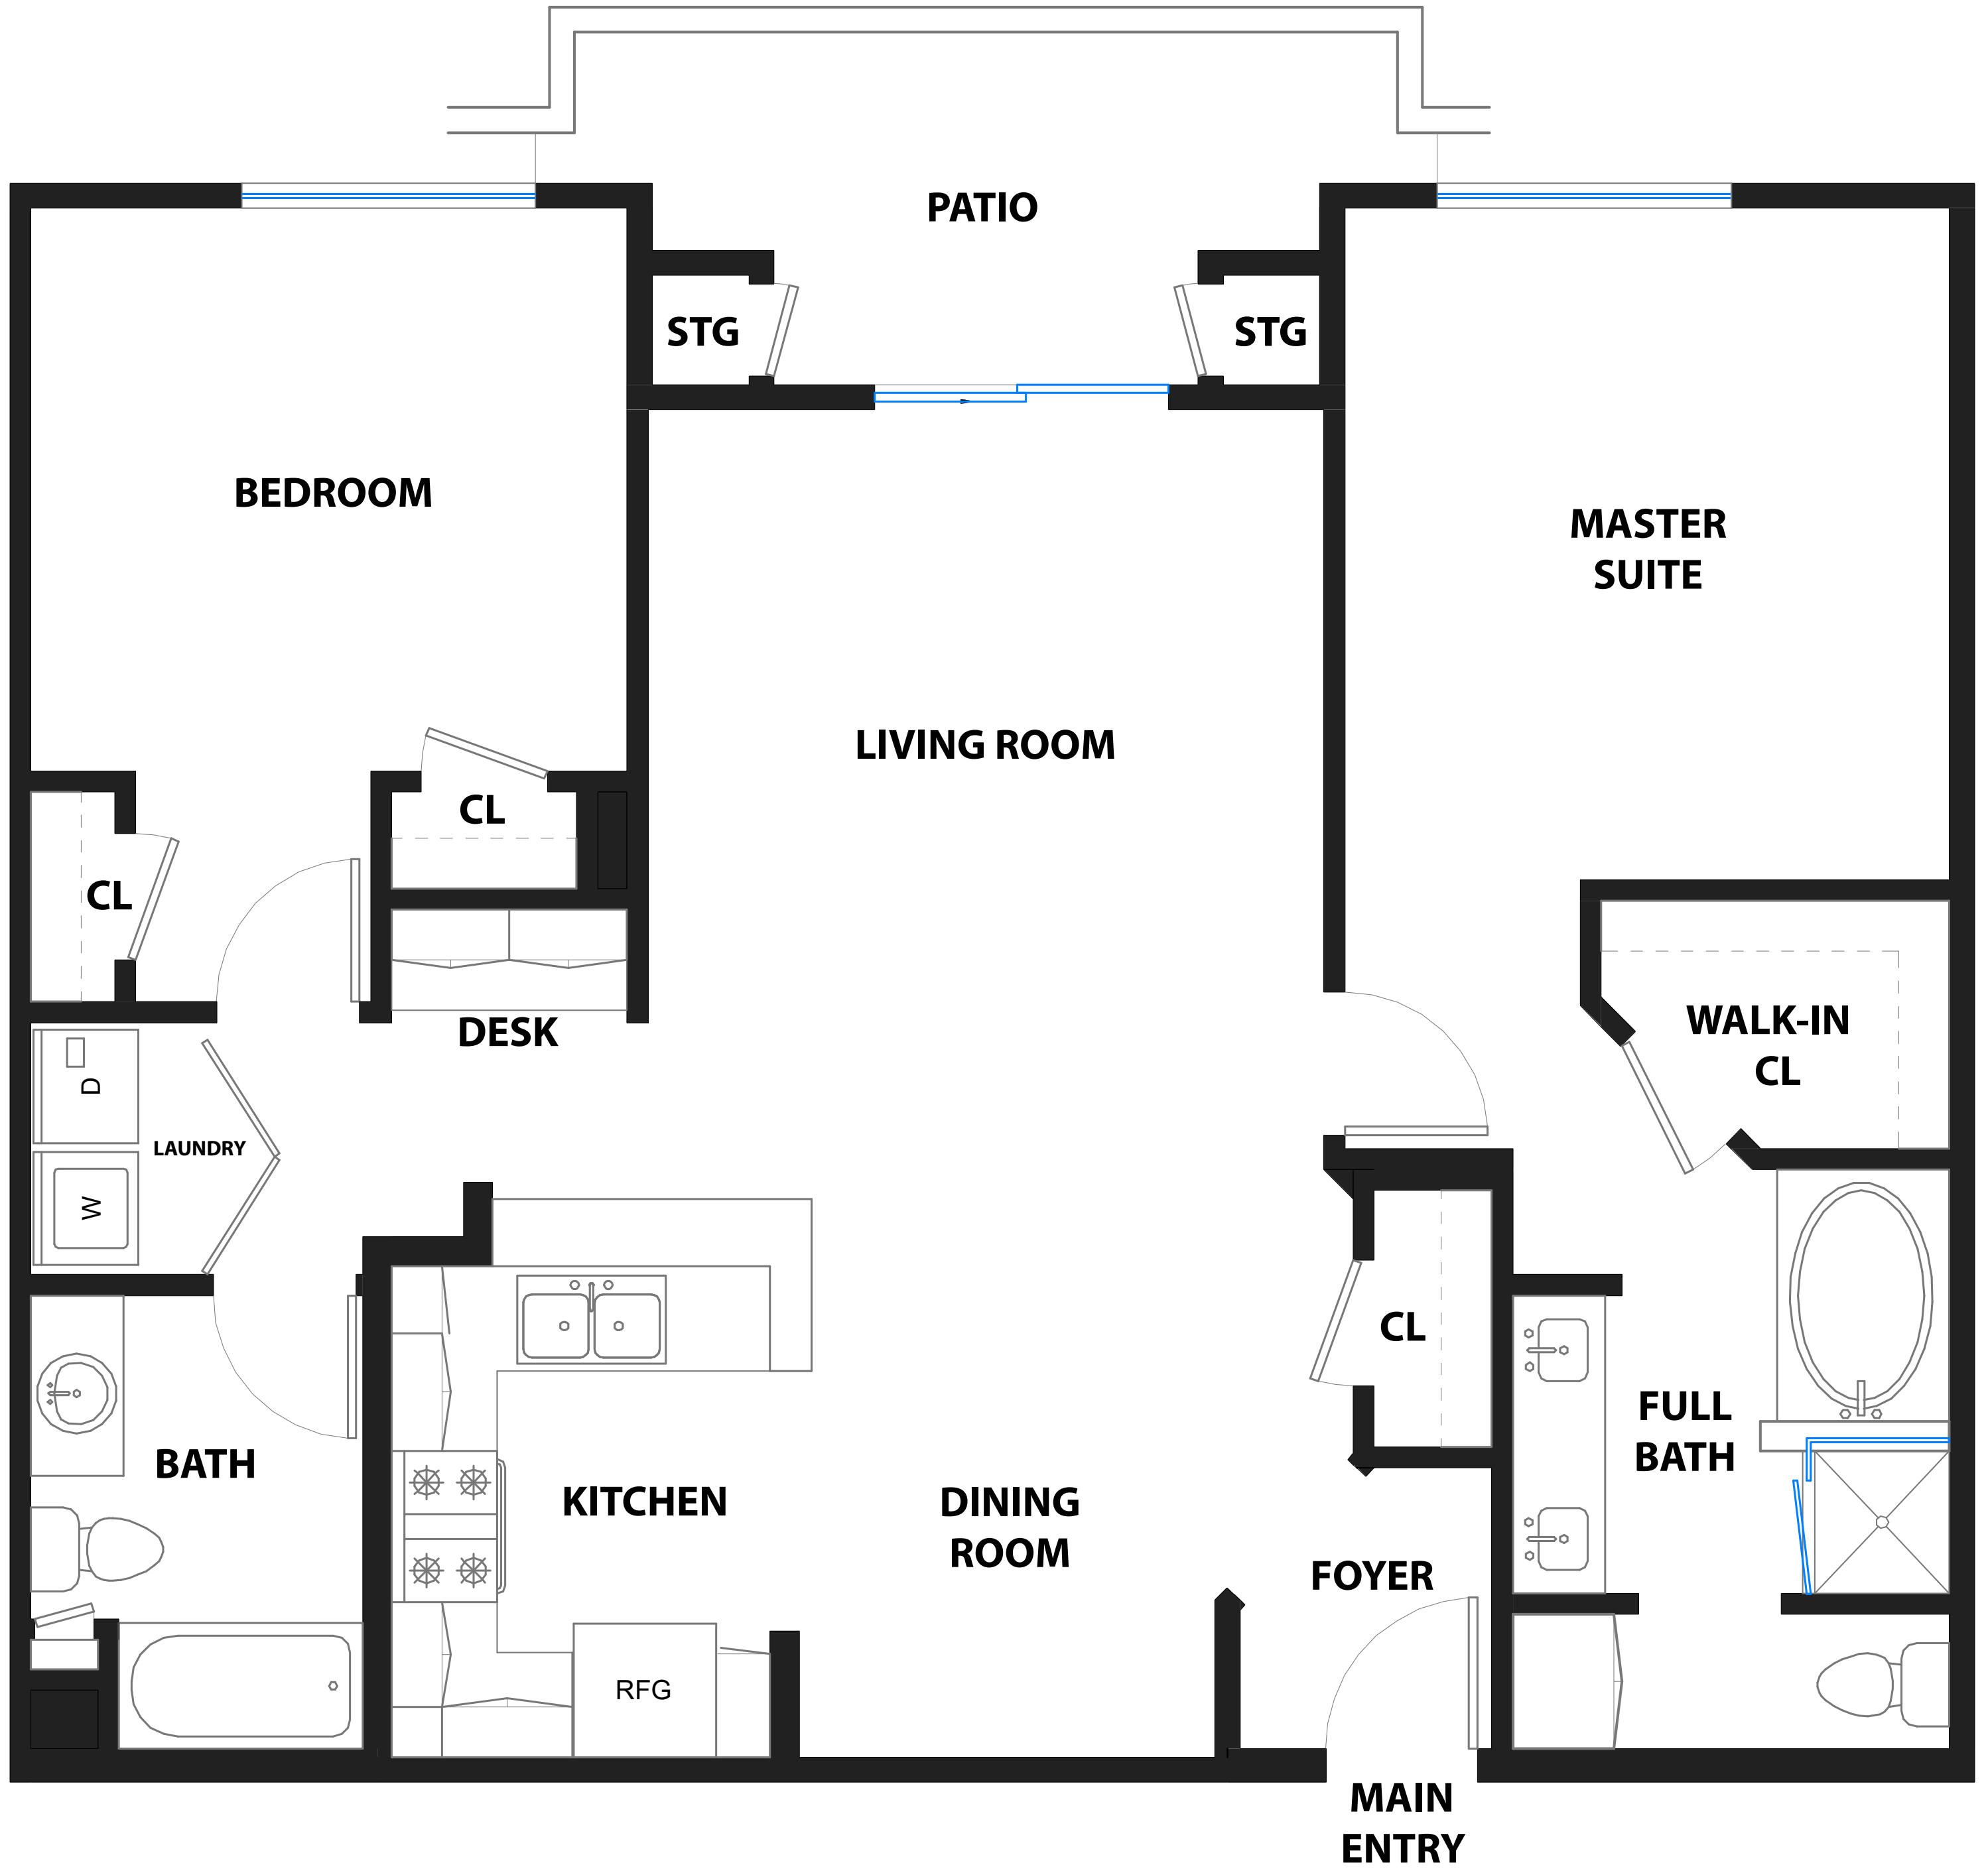 PATIO
STG
STG
BEDROOM
MASTER
SUITE
LIVING ROOM
CL
CL
DESK
WALK-IN
CL
D
LAUNDRY
W
CL
FULL
BATH
BATH
KITCHEN
DINING
ROOM
FOYER
RFG
MAIN
ENTRY